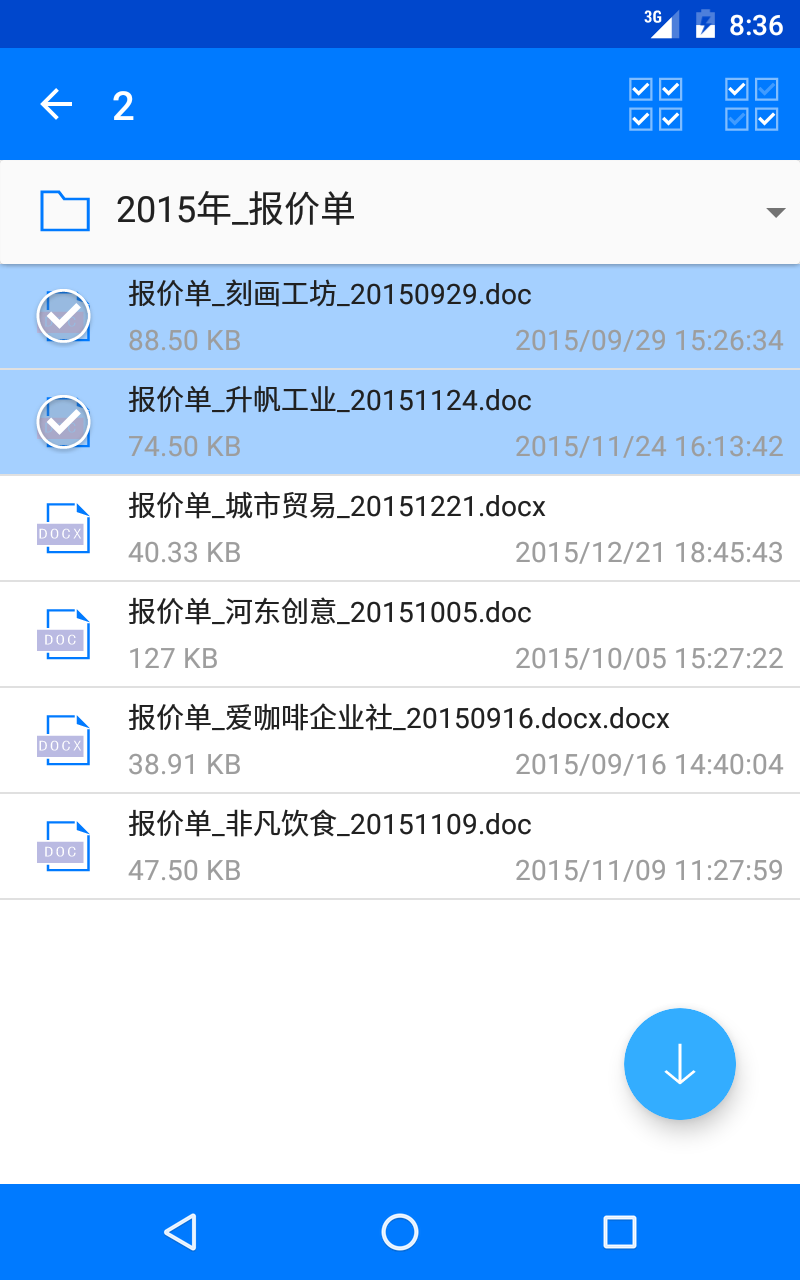 3G 8:36
2
2015年_报价单
报价单_刻画工坊_20150929.doc
88.50 KB 2015/09/29 15:26:34
报价单_升帆工业_20151124.doc
74.50 KB 2015/11/24 16:13:42
报价单_城市贸易_20151221.docx
DOCX
40.33 KB 2015/12/21 18:45:43
报价单_河东创意_20151005.doc
DOC
127 KB 2015/10/05 15:27:22
报价单_爱咖啡企业社_20150916.docx.docx
DOCX
38.91 KB 2015/09/16 14:40:04
报价单_非凡饮食_20151109.doc
DOC
47.50 KB 2015/11/09 11:27:59